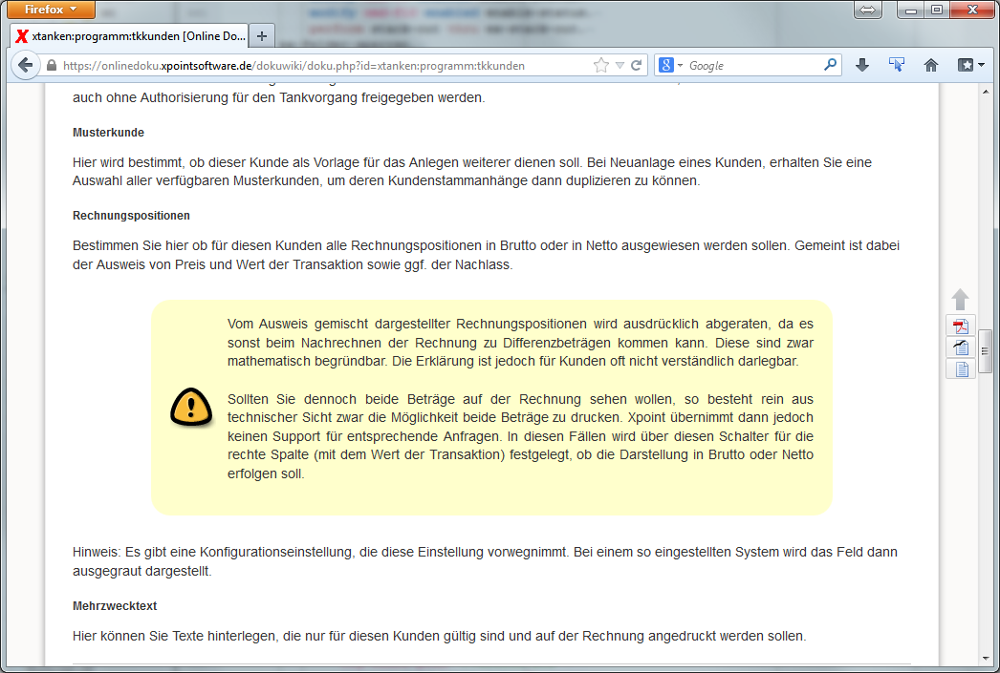 modify
enabled enable-status.
perform
Firefox
xtanken:programm:tkkunden [Online Do...
https://onlinedoku.xpointsoftware.de/dokuwiki/doku.php?id=xtanken:programm:tkkunden
8
Google
auch ohne Authorisierung für den Tankvorgang freigegeben werden.
Musterkunde
Hier wird bestimmt, ob dieser Kunde als Vorlage für das Anlegen weiterer dienen soll. Bei Neuanlage eines Kunden, erhalten Sie eine
Auswahl aller verfügbaren Musterkunden, um deren Kundenstammanhänge dann duplizieren zu können.
Rechnungspositionen
Bestimmen Sie hier ob für diesen Kunden alle Rechnungspositionen in Brutto oder in Netto ausgewiesen werden sollen. Gemeint ist dabei
der Ausweis von Preis und Wert der Transaktion sowie ggf. der Nachlass.
Vom Ausweis gemischt dargestellter Rechnungspositionen wird ausdrücklich abgeraten, da es
sonst beim Nachrechnen der Rechnung zu Differenzbeträgen kommen kann. Diese sind zwar
mathematisch begründbar. Die Erklärung ist jedoch für Kunden oft nicht verständlich darlegbar.
Sollten Sie dennoch beide Beträge auf der Rechnung sehen wollen, so besteht rein aus
technischer Sicht zwar die Möglichkeit beide Beträge zu drucken. Xpoint übernimmt dann jedoch
keinen Support für entsprechende Anfragen. In diesen Fällen wird über diesen Schalter für die
rechte Spalte (mit dem Wert der Transaktion) festgelegt, ob die Darstellung in Brutto oder Netto
erfolgen soll.
Hinweis: Es gibt eine Konfigurationseinstellung, die diese Einstellung vorwegnimmt. Bei einem so eingestellten System wird das Feld dann
ausgegraut dargestellt.
Mehrzwecktext
Hier können Sie Texte hinterlegen, die nur für diesen Kunden gültig sind und auf der Rechnung angedruckt werden sollen.